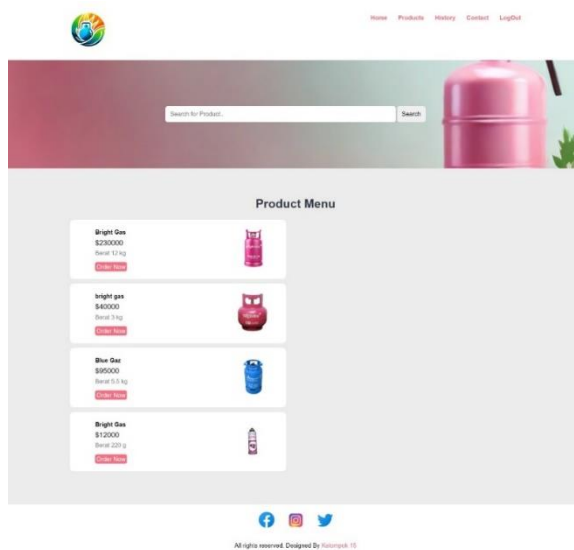 Home Products History Contact LogOut
Search for Product..
Search
Product Menu
Bright Gas
$230000
Berat 12 kg
Order Now
bright gas
$40000
Berat 3 kg
Order Now
Blue Gaz
$95000
Berat 5.5 kg
Order Now
Bright Gas
$12000
Berat 220 g
Order Now
All rights reserved. Designed By Kelompok 15